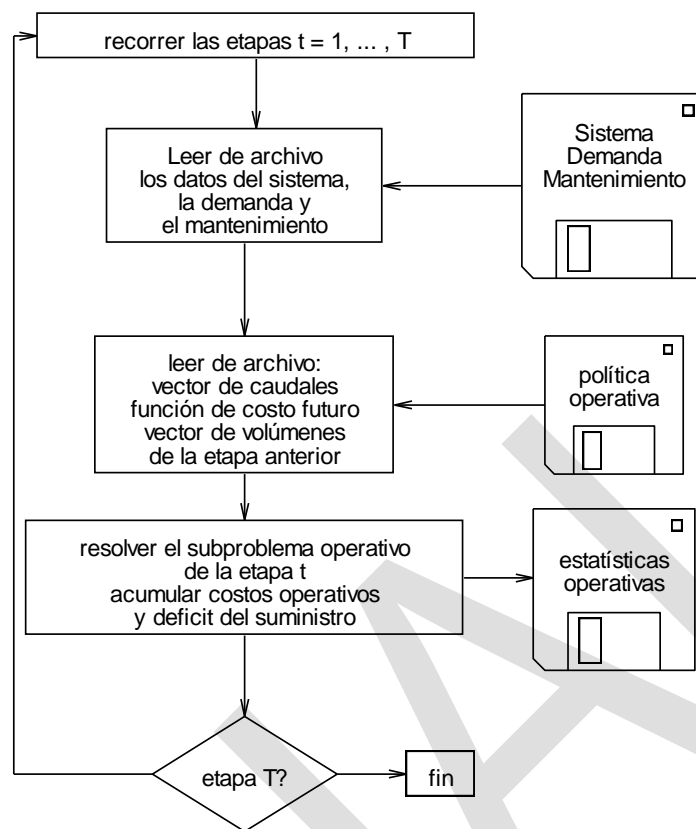 recorrer las etapas t = 1, ... , T
Leer de archivo
los datos del sistema,
la demanda y
el mantenimiento
Sistema
Demanda
Mantenimiento
leer de archivo:
vector de caudales
función de costo futuro
vector de volúmenes
de la etapa anterior
política
operativa
resolver el subproblema operativo
de la etapa t
acumular costos operativos
y deficit del suministro
estatísticas
operativas
etapa T?
fin